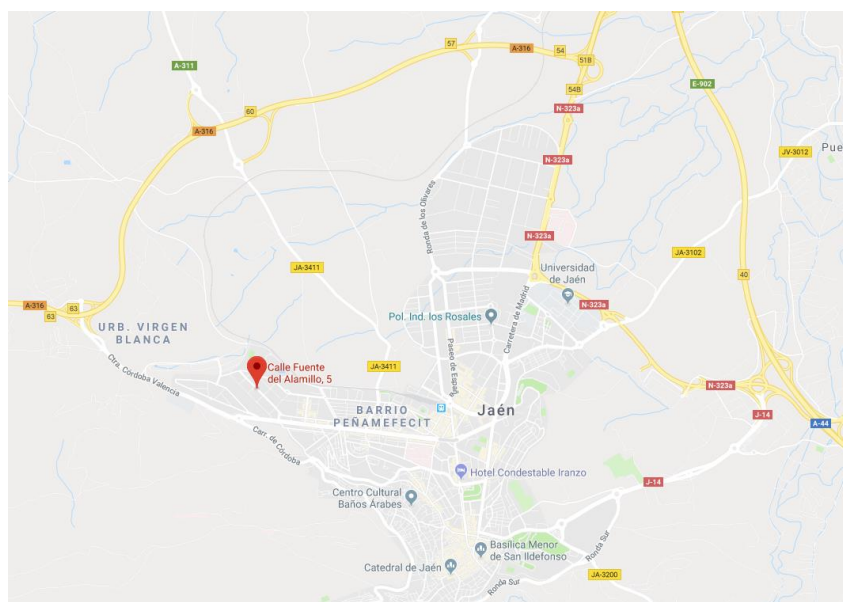 57
A-316
54
51B
A-311
54B
E-902
N-323a
60
A-316
JV-3012
N-323a
Ronda de los Olivares
N-323a
JA-3102
JA-3411
Universidad
de Jaén
40
A-316
63
63
N-323a
Pol. Ind. los Rosales
Carretera de Madrid
URB. VIRGEN
BLANCA
Paseo de España
Ctra. Córdoba Valencia
Calle Fuente
del Alamillo, 5
JA-3411
N-323a
BARRIO
PEÑAMEFECIT
Jaén
J-14
A-44
Carr. de Córdoba
Hotel Condestable Iranzo
J-14
Centro Cultural
Baños Árabes
Basílica Menor
de San Ildefonso
Ronda Sur
Catedral de Jaén
JA-3200
Ronda Sur